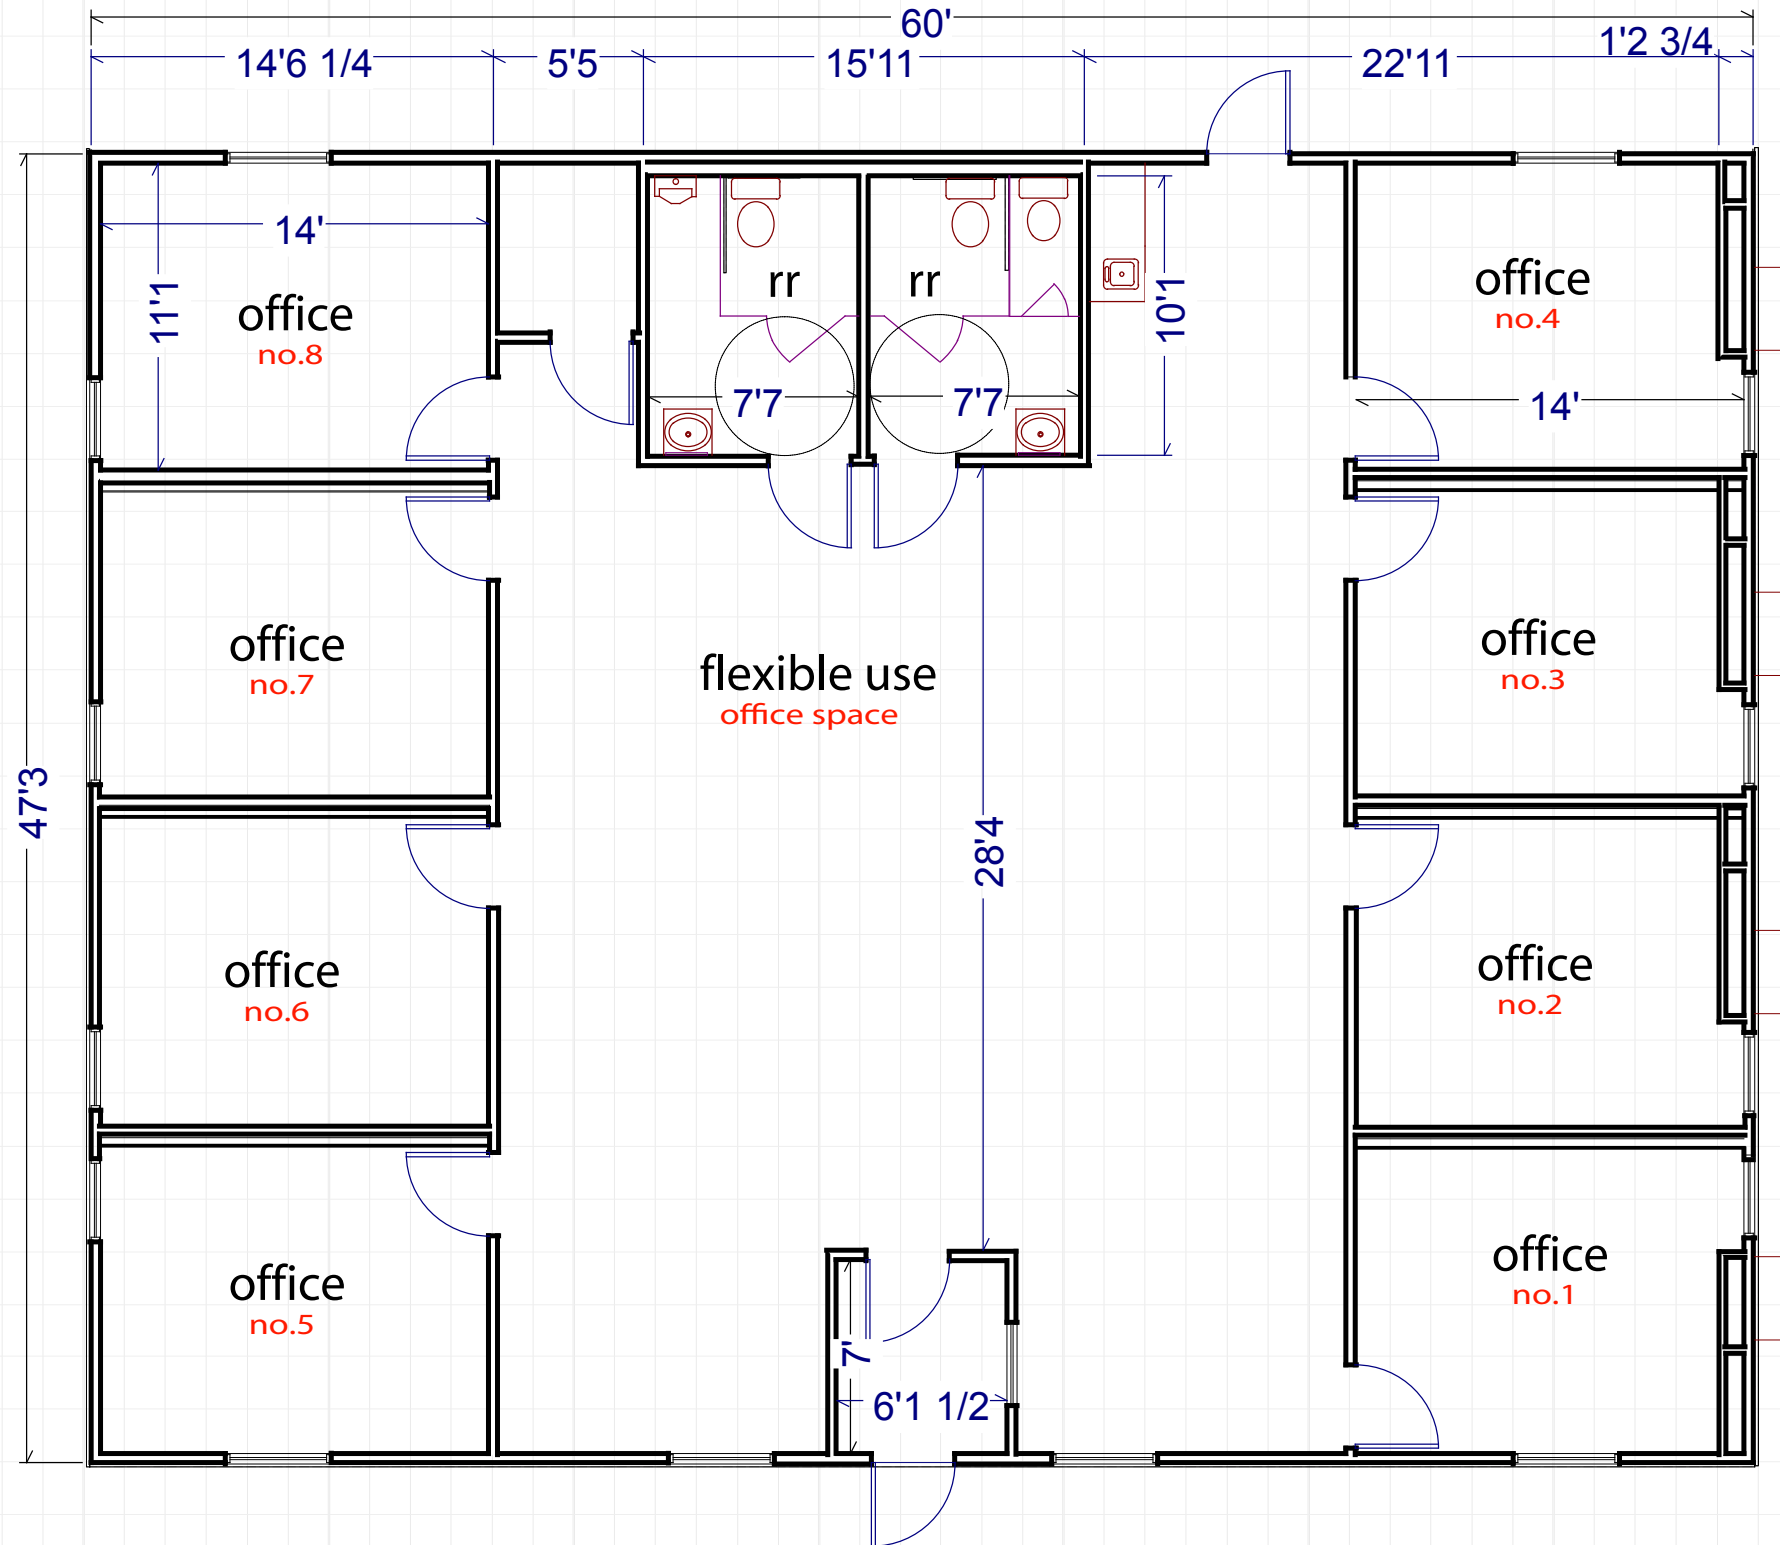 60'
14'6 1/4
5'5
15'11
22'11
1'2 3/4
14'
11'1
office
no.8
rr
rr
10'1
7'7
7'7
office
no.4
14'
office
no.7
flexible use
office space
office
no.3
47'3
28'4
office
no.6
office
no.2
office
no.5
7'
6'1 1/2
office
no.1